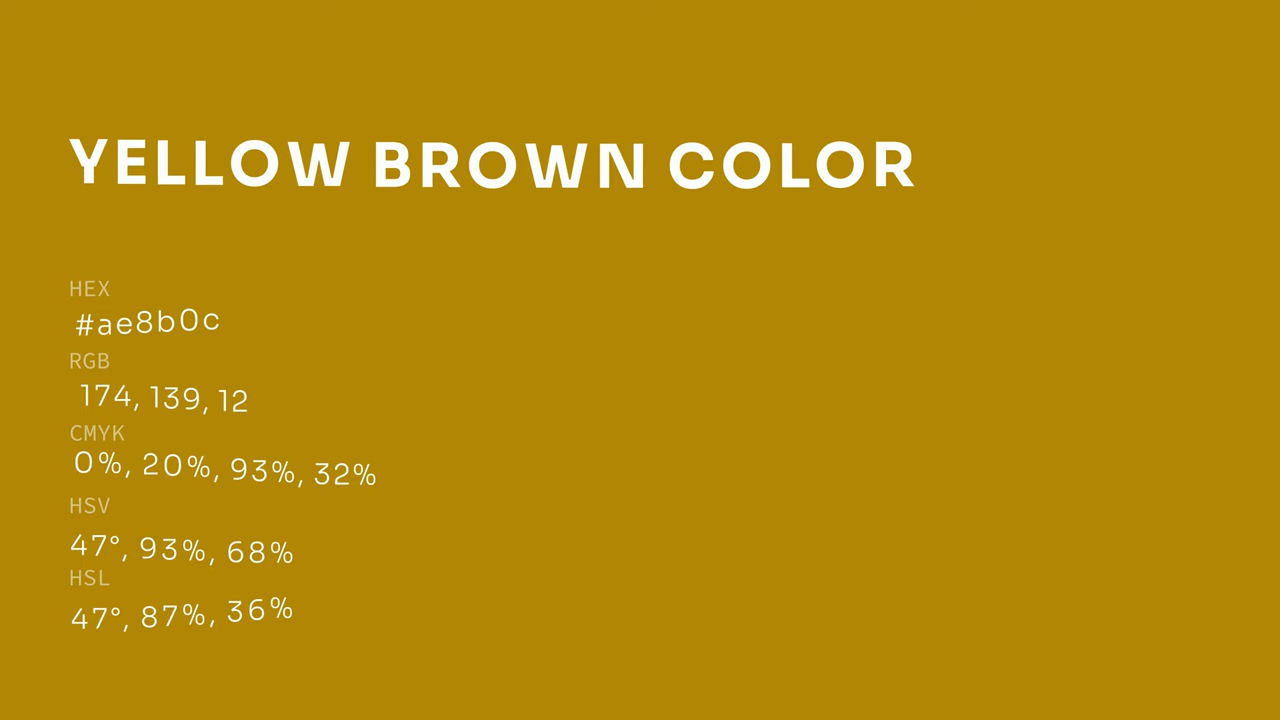 YELLOW BROWN COLOR
HEX
#ae8b0c
RGB
174, 139, 12
CMYK
0%, 20%, 93%, 32%
HSV
47°, 93%, 68%
HSL
47°, 87%, 36%